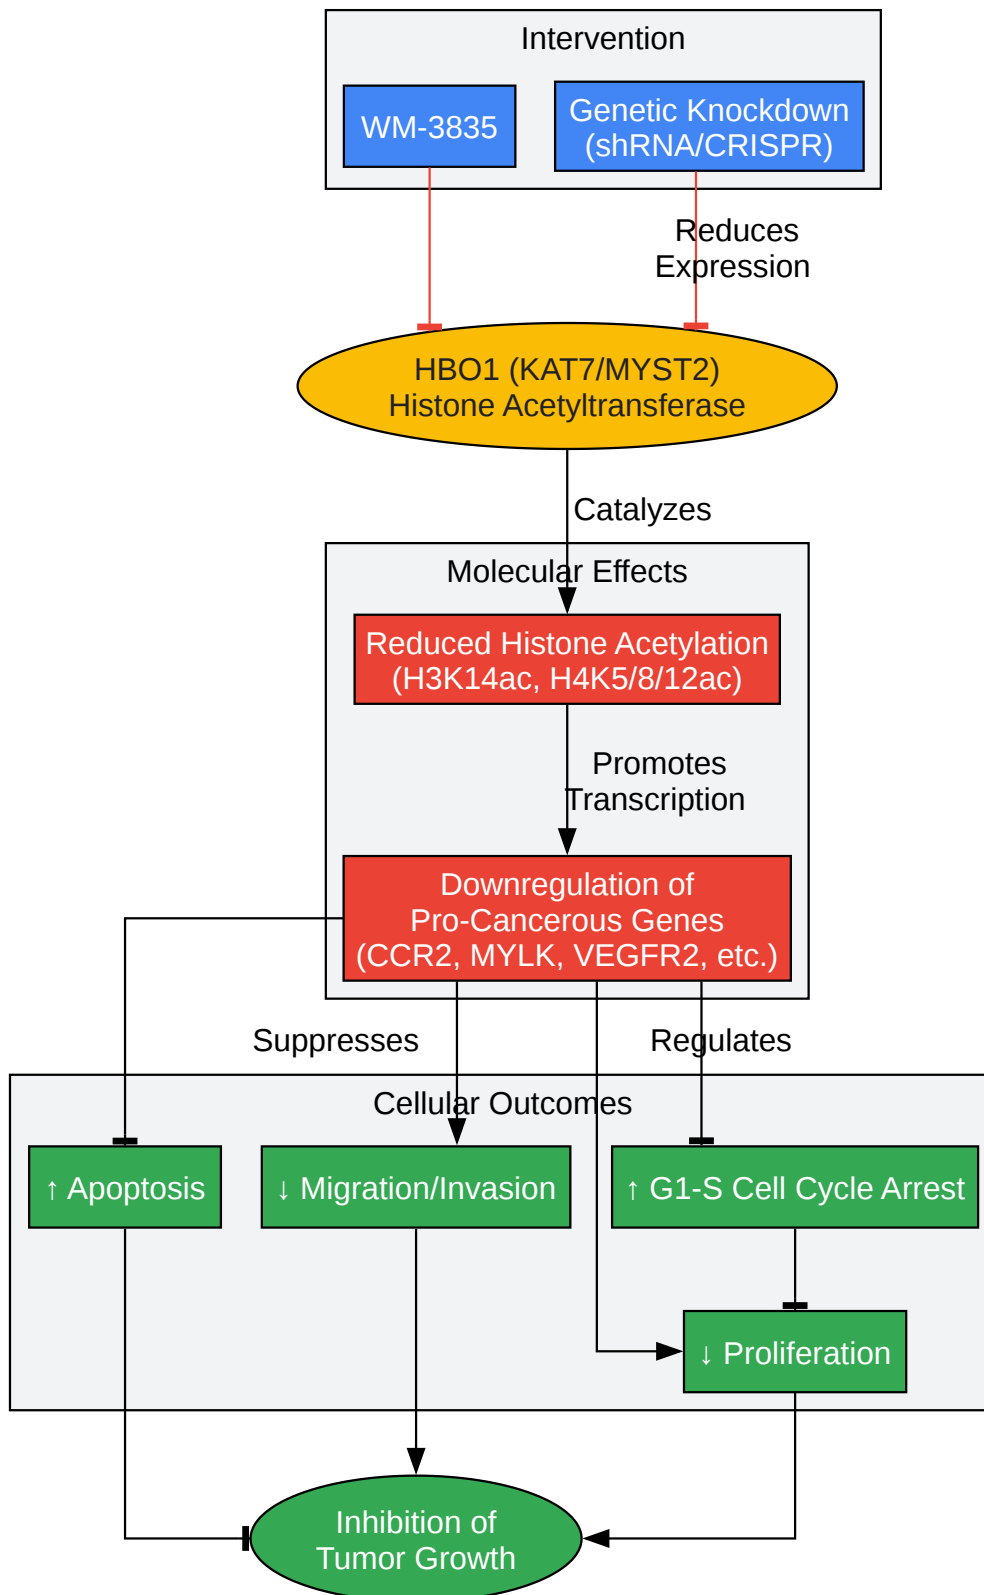 Intervention
WM-3835
Genetic Knockdown
(shRNA/CRISPR)
Reduces
Expression
HBO1 (KAT7/MYST2)
Histone Acetyltransferase
Catalyzes
Molecular Effects
Reduced Histone Acetylation
(H3K14ac, H4K5/8/12ac)
Promotes
Transcription
Downregulation of
Pro-Cancerous Genes
(CCR2, MYLK, VEGFR2, etc.)
Suppresses
Regulates
Cellular Outcomes
↑ Apoptosis
↓ Migration/Invasion
↑ G1-S Cell Cycle Arrest
↓ Proliferation
Inhibition of
Tumor Growth